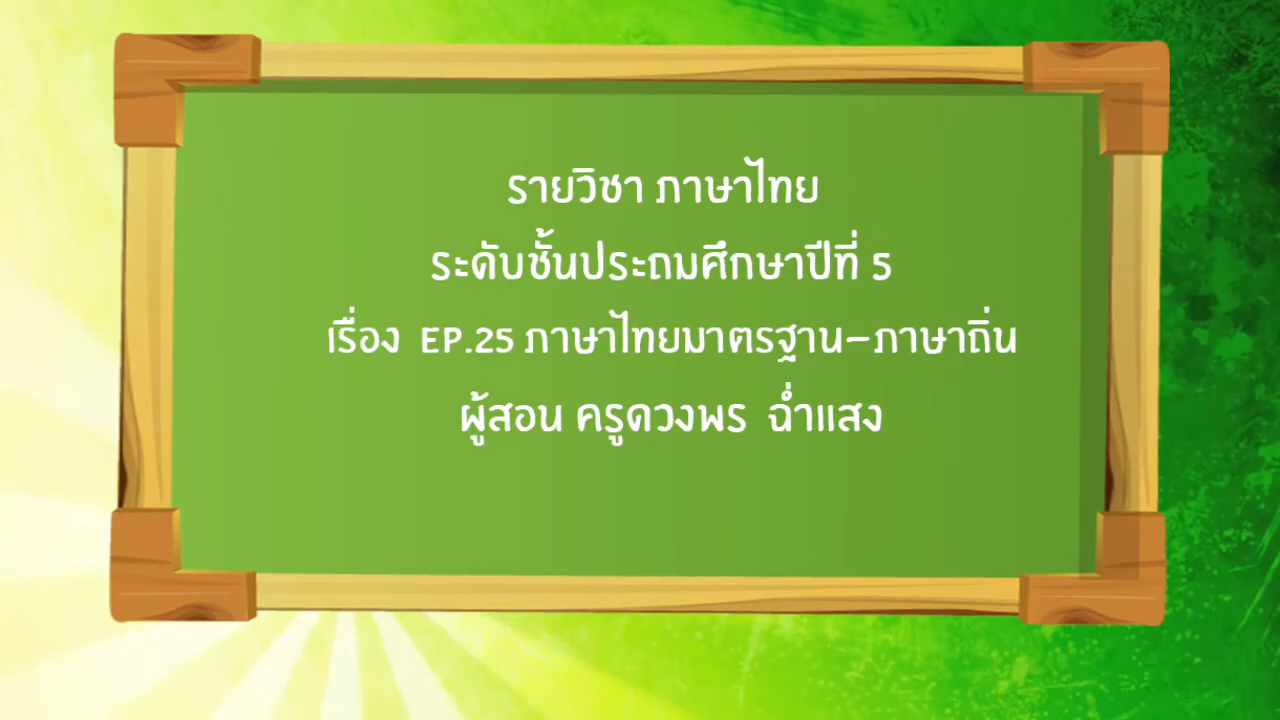 รายวิชา ภาษาไทย
ระดับชั้นประถมศึกษาปีที่ 5
เรื่อง EP.25 ภาษาไทยมาตรฐาน-ภาษาถิ่น
ผู้สอน ครูดวงพร ฉ่ำแสง